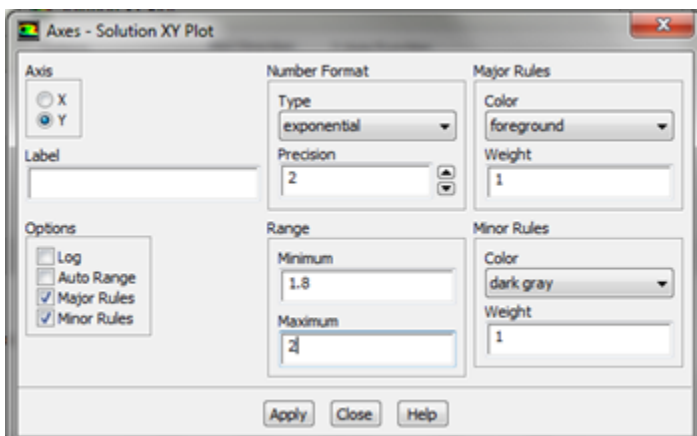 Axes - Solution XY Plot
Axis
X
Y
Label
Options
Log
Auto Range
Major Rules
Minor Rules
Number Format
Type
exponential
Precision
2
Range
Minimum
1.8
Maximum
2
Major Rules
Color
foreground
Weight
1
Minor Rules
Color
dark gray
Weight
1
Apply Close Help